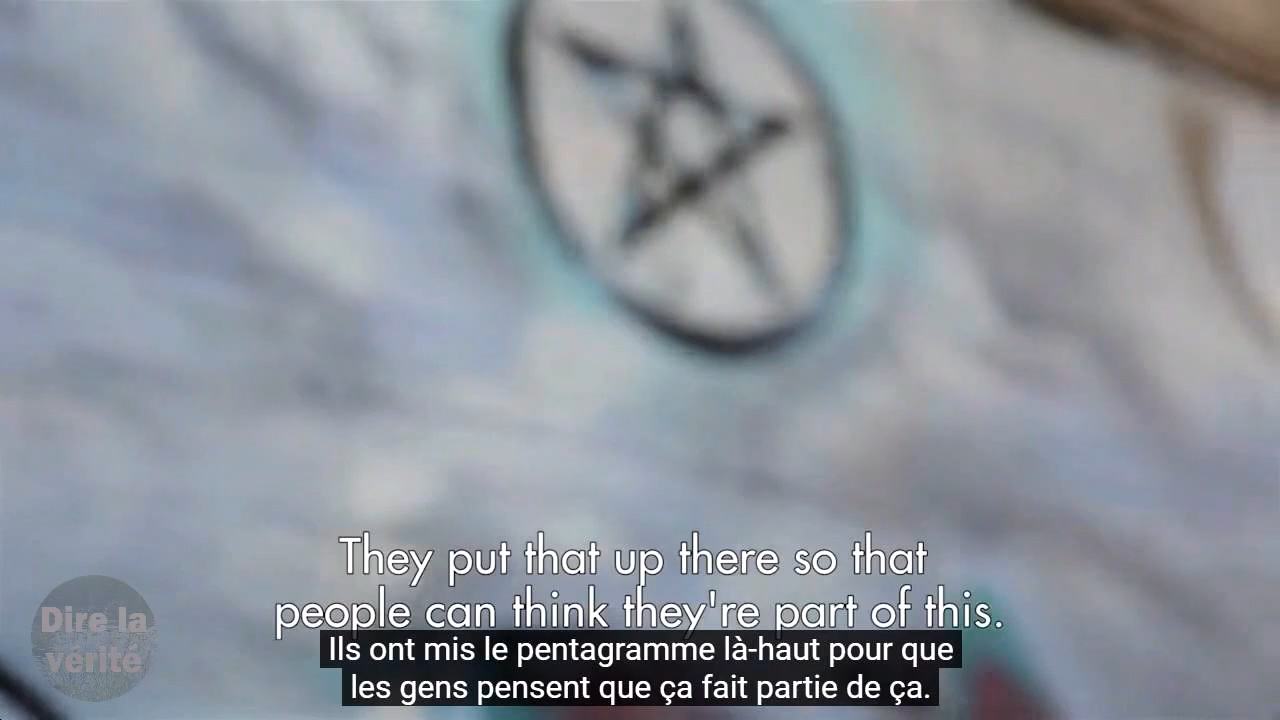 They put that up there so that
people can think they're part of this.
Dire la
vérité
Ils ont mis le pentagramme là-haut pour que
les gens pensent que ça fait partie de ça.